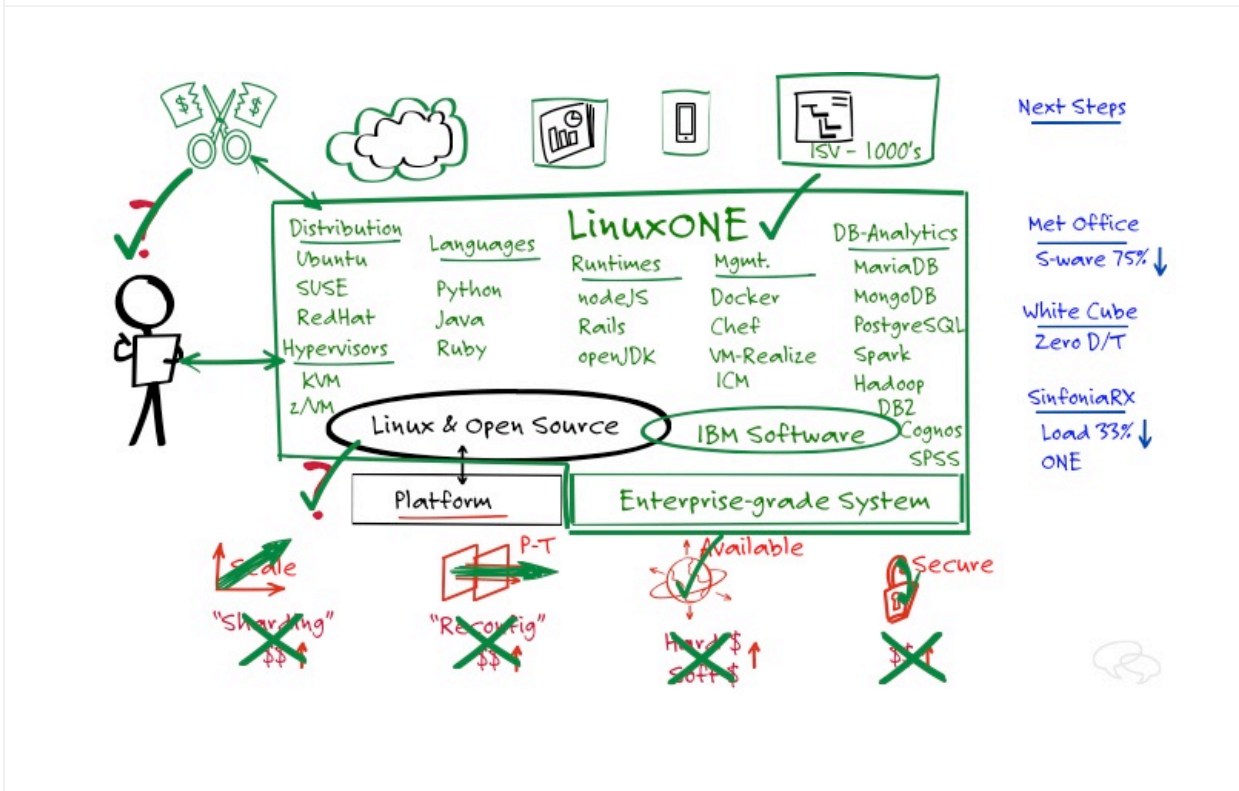 $ $
ISV - 1000's
Next Steps
?
LinuxONE
Distribution
Ubuntu
SUSE
RedHat
Hypervisors
KVM
z/VM
Languages
Python
Java
Ruby
Runtimes
nodeJS
Rails
openJDK
Mgmt.
Docker
Chef
VM-Realize
ICM
DB-Analytics
MariaDB
MongoDB
PostgreSQL
Spark
Hadoop
DB2
Cognos
SPSS
Met Office
S-ware 75%
White Cube
Zero D/T
SinfoniaRX
Load 33%
ONE
Linux & Open Source
IBM Software
?
Platform
Enterprise-grade System
Scale
"Sharding"
$$
P-T
"Reconfig"
$$
Available
Hard $
Soft $
Secure
$$